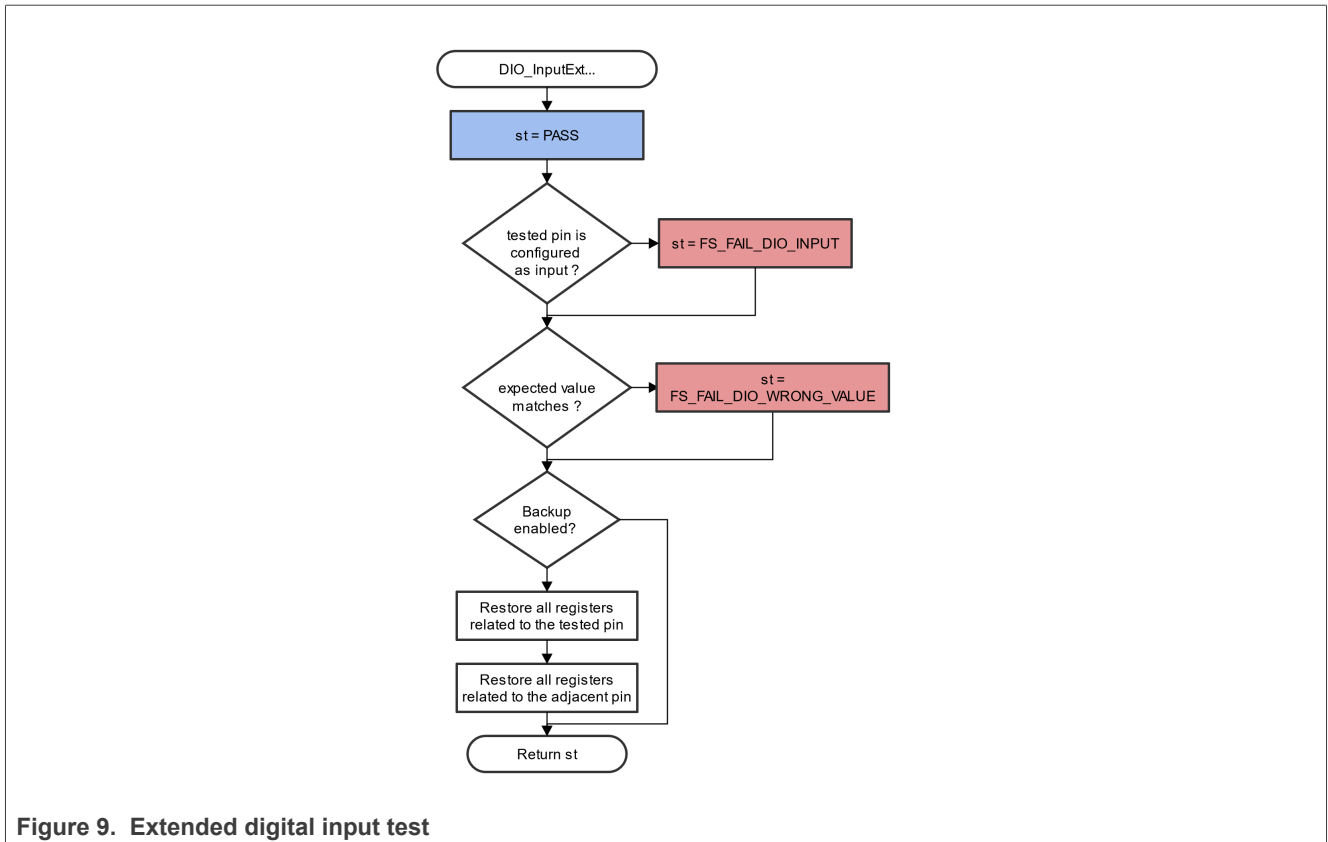 DIO_InputExt...
st = PASS
tested pin is
configured
as input ?
st = FS_FAIL_DIO_INPUT
expected value
matches ?
st =
FS_FAIL_DIO_WRONG_VALUE
Backup
enabled?
Restore all registers
related to the tested pin
Restore all registers
related to the adjacent pin
Return st
Figure 9. Extended digital input test